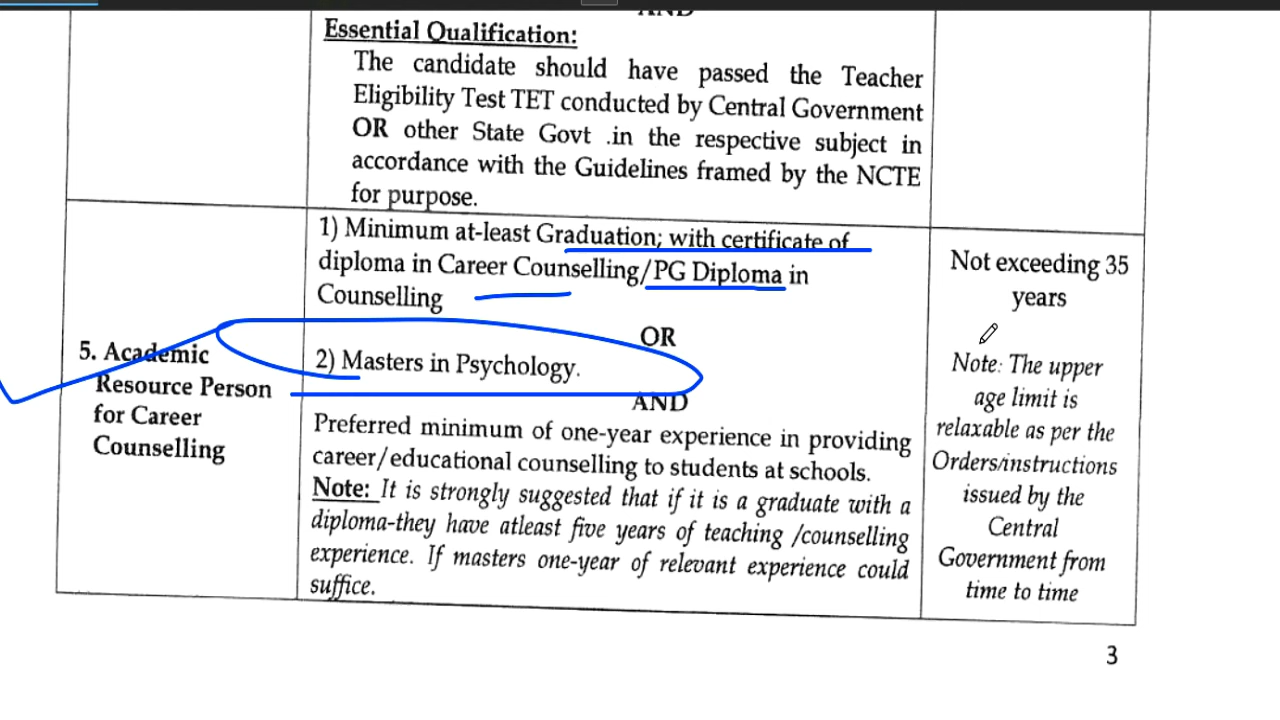 AND
Essential Qualification:
The candidate should have passed the Teacher
Eligibility Test TET conducted by Central Government
OR other State Govt .in the respective subject in
accordance with the Guidelines framed by the NCTE
for purpose.
5. Academic
Resource Person
for Career
Counselling
1) Minimum at-least Graduation; with certificate of
diploma in Career Counselling/PG Diploma in
Counselling
OR
2) Masters in Psychology.
AND
Preferred minimum of one-year experience in providing
career/educational counselling to students at schools.
Note: It is strongly suggested that if it is a graduate with a
diploma-they have atleast five years of teaching /counselling
experience. If masters one-year of relevant experience could
suffice.
Not exceeding 35
years
Note: The upper
age limit is
relaxable as per the
Orders/instructions
issued by the
Central
Government from
time to time
3